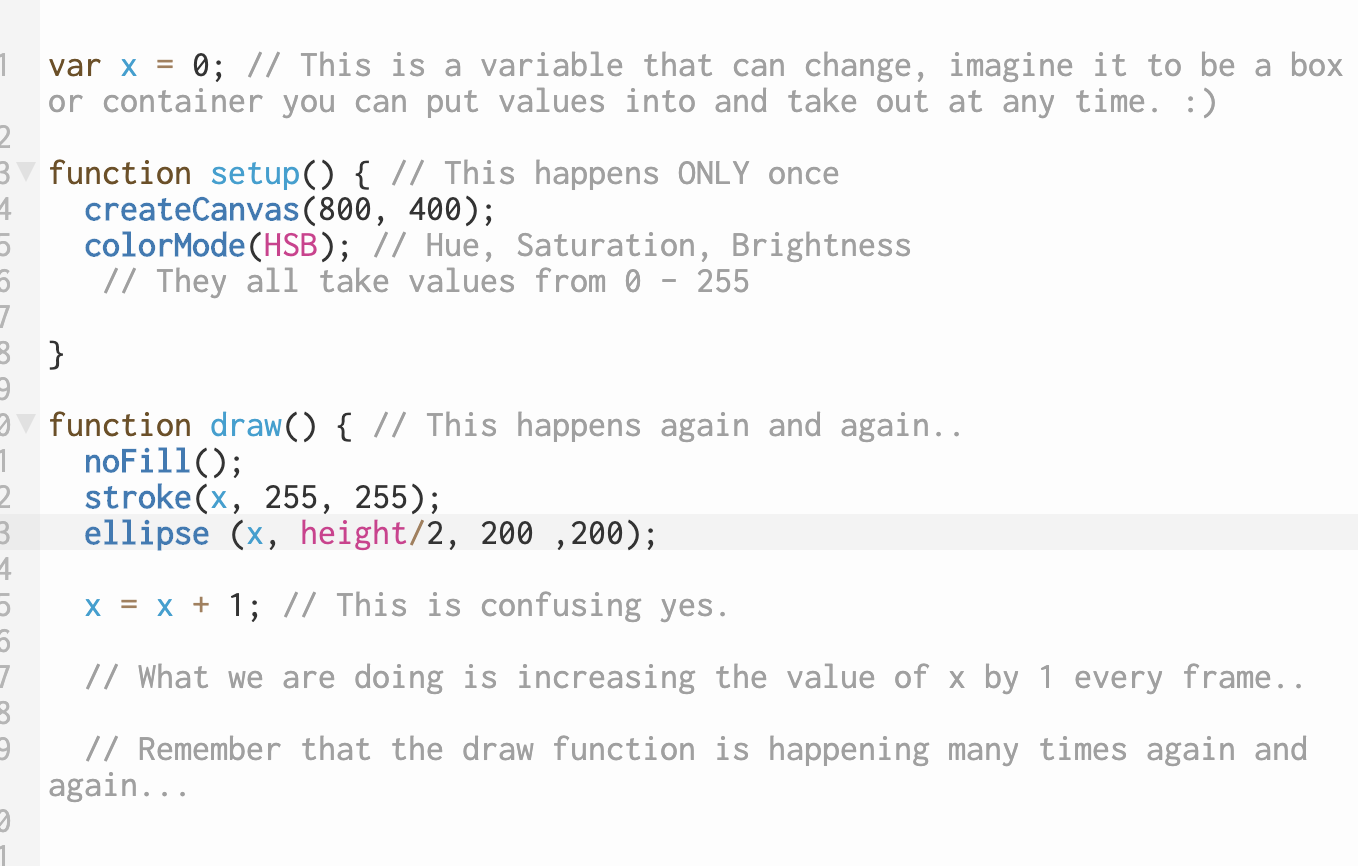 1 var x = 0; // This is a variable that can change, imagine it to be a box
or container you can put values into and take out at any time. :)
2
3 function setup() { // This happens ONLY once
4 createCanvas(800, 400);
5 colorMode(HSB); // Hue, Saturation, Brightness
6 // They all take values from 0 - 255
7
8 }
9
0 function draw() { // This happens again and again..
1 noFill();
2 stroke(x, 255, 255);
3 ellipse (x, height/2, 200 ,200);
4
5 x = x + 1; // This is confusing yes.
6
7 // What we are doing is increasing the value of x by 1 every frame..
8
9 // Remember that the draw function is happening many times again and
again...
0
1